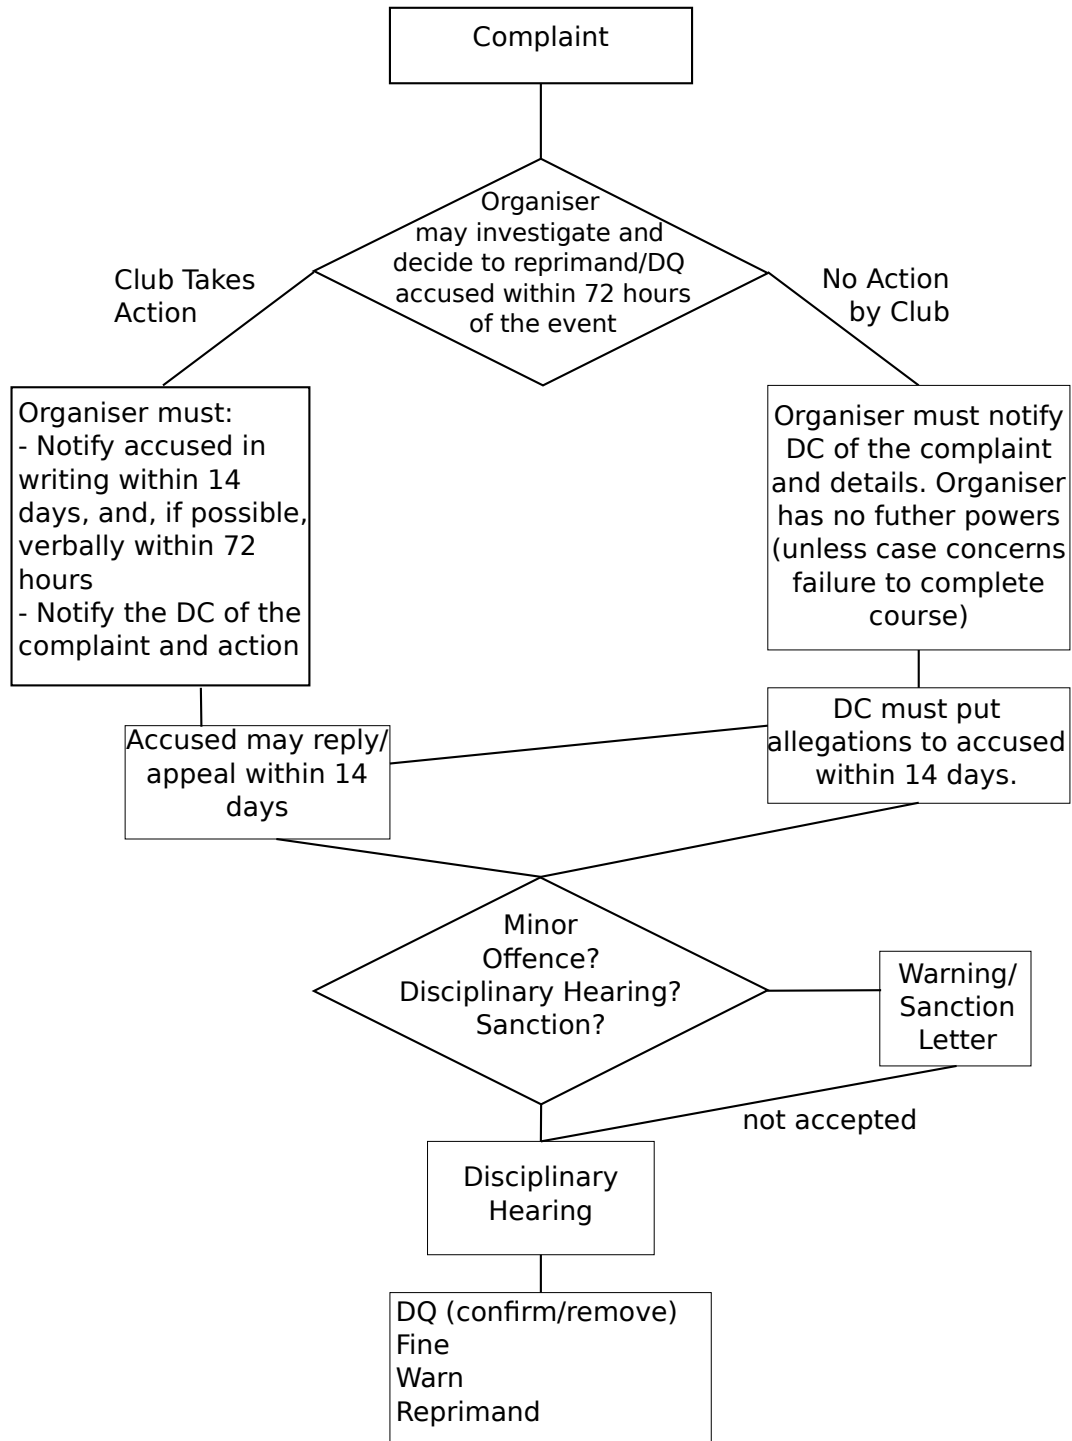 Complaint
Organiser
may investigate and
decide to reprimand/DQ
accused within 72 hours
of the event
Club Takes
Action
No Action
by Club
Organiser must:
- Notify accused in
writing within 14
days, and, if possible,
verbally within 72
hours
- Notify the DC of the
complaint and action
Organiser must notify
DC of the complaint
and details. Organiser
has no futher powers
(unless case concerns
failure to complete
course)
Accused may reply/
appeal within 14
days
DC must put
allegations to accused
within 14 days.
Minor
Offence?
Disciplinary Hearing?
Sanction?
Warning/
Sanction
Letter
not accepted
Disciplinary
Hearing
DQ (confirm/remove)
Fine
Warn
Reprimand